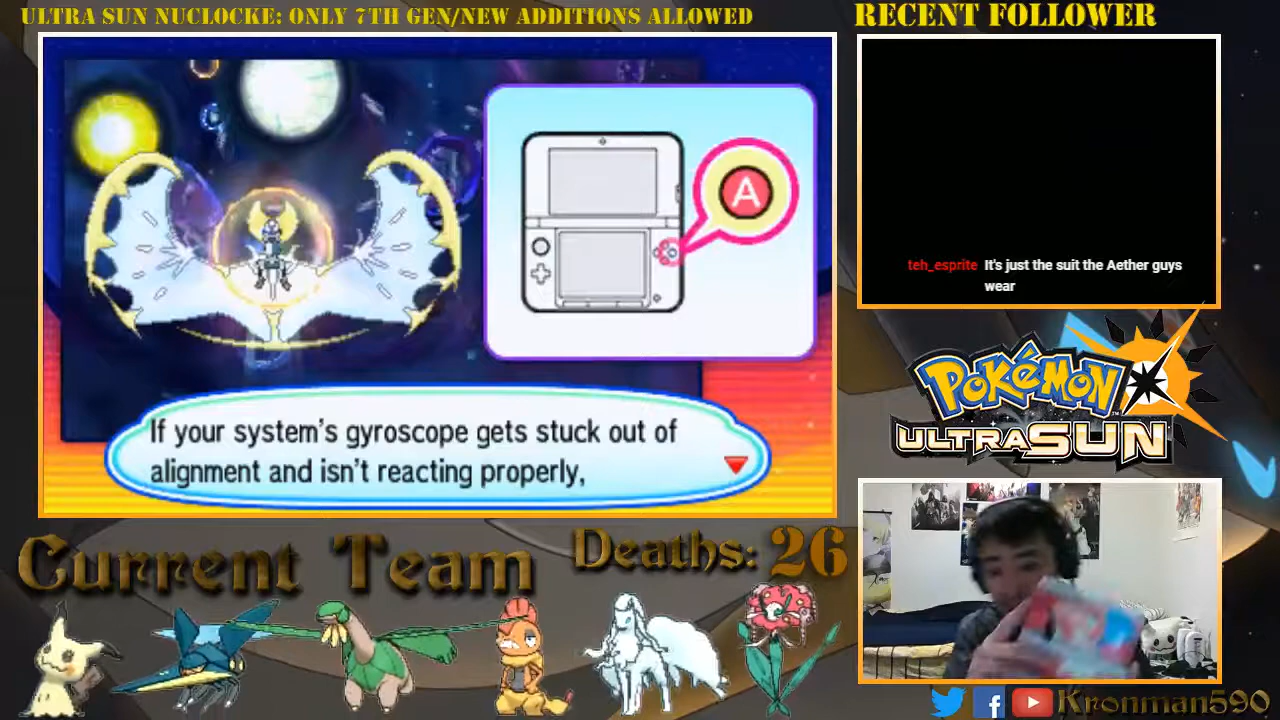 ULTRA SUN NUCLOCKE: ONLY 7TH GEN/NEW ADDITIONS ALLOWED
RECENT FOLLOWER
A
teh_esprite It's just the suit the Aether guys
wear
If your system's gyroscope gets stuck out of
alignment and isn't reacting properly,
POKéMON
ULTRA SUN
Current Team
Deaths: 26
Kronman590